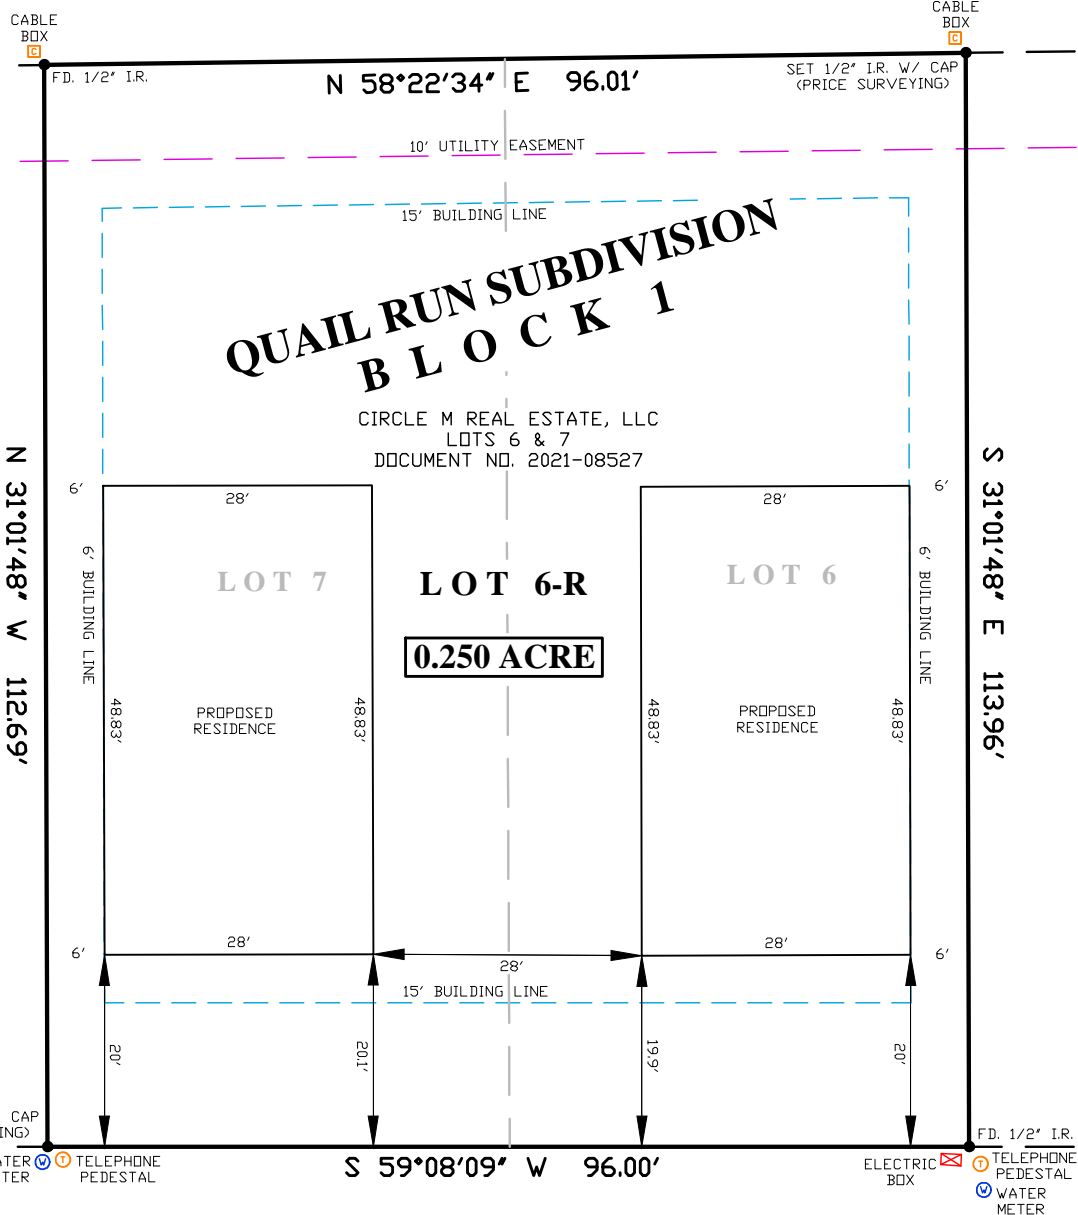 CABLE
BOX
C
CABLE
BOX
C
FD. 1/2" I.R.
N 58°22'34" E 96.01'
SET 1/2" I.R. W/ CAP
(PRICE SURVEYING)
10' UTILITY EASEMENT
15' BUILDING LINE
QUAIL RUN SUBDIVISION
BLOCK 1
CIRCLE M REAL ESTATE, LLC
LOTS 6 & 7
DOCUMENT NO. 2021-08527
N 31°01'48" W 112.69'
S 31°01'48" E 113.96'
6'
28'
28'
6'
6' BUILDING LINE
LOT 7
LOT 6-R
LOT 6
6' BUILDING LINE
0.250 ACRE
48.83'
PROPOSED
RESIDENCE
48.83'
48.83'
PROPOSED
RESIDENCE
48.83'
6'
28'
28'
28'
6'
15' BUILDING LINE
20'
20.1'
19.9'
20'
CAP
ING)
FD. 1/2" I.R.
ATER
TER
W
T
TELEPHONE
PEDESTAL
S 59°08'09" W 96.00'
ELECTRIC
BOX
T
TELEPHONE
PEDESTAL
W
WATER
METER